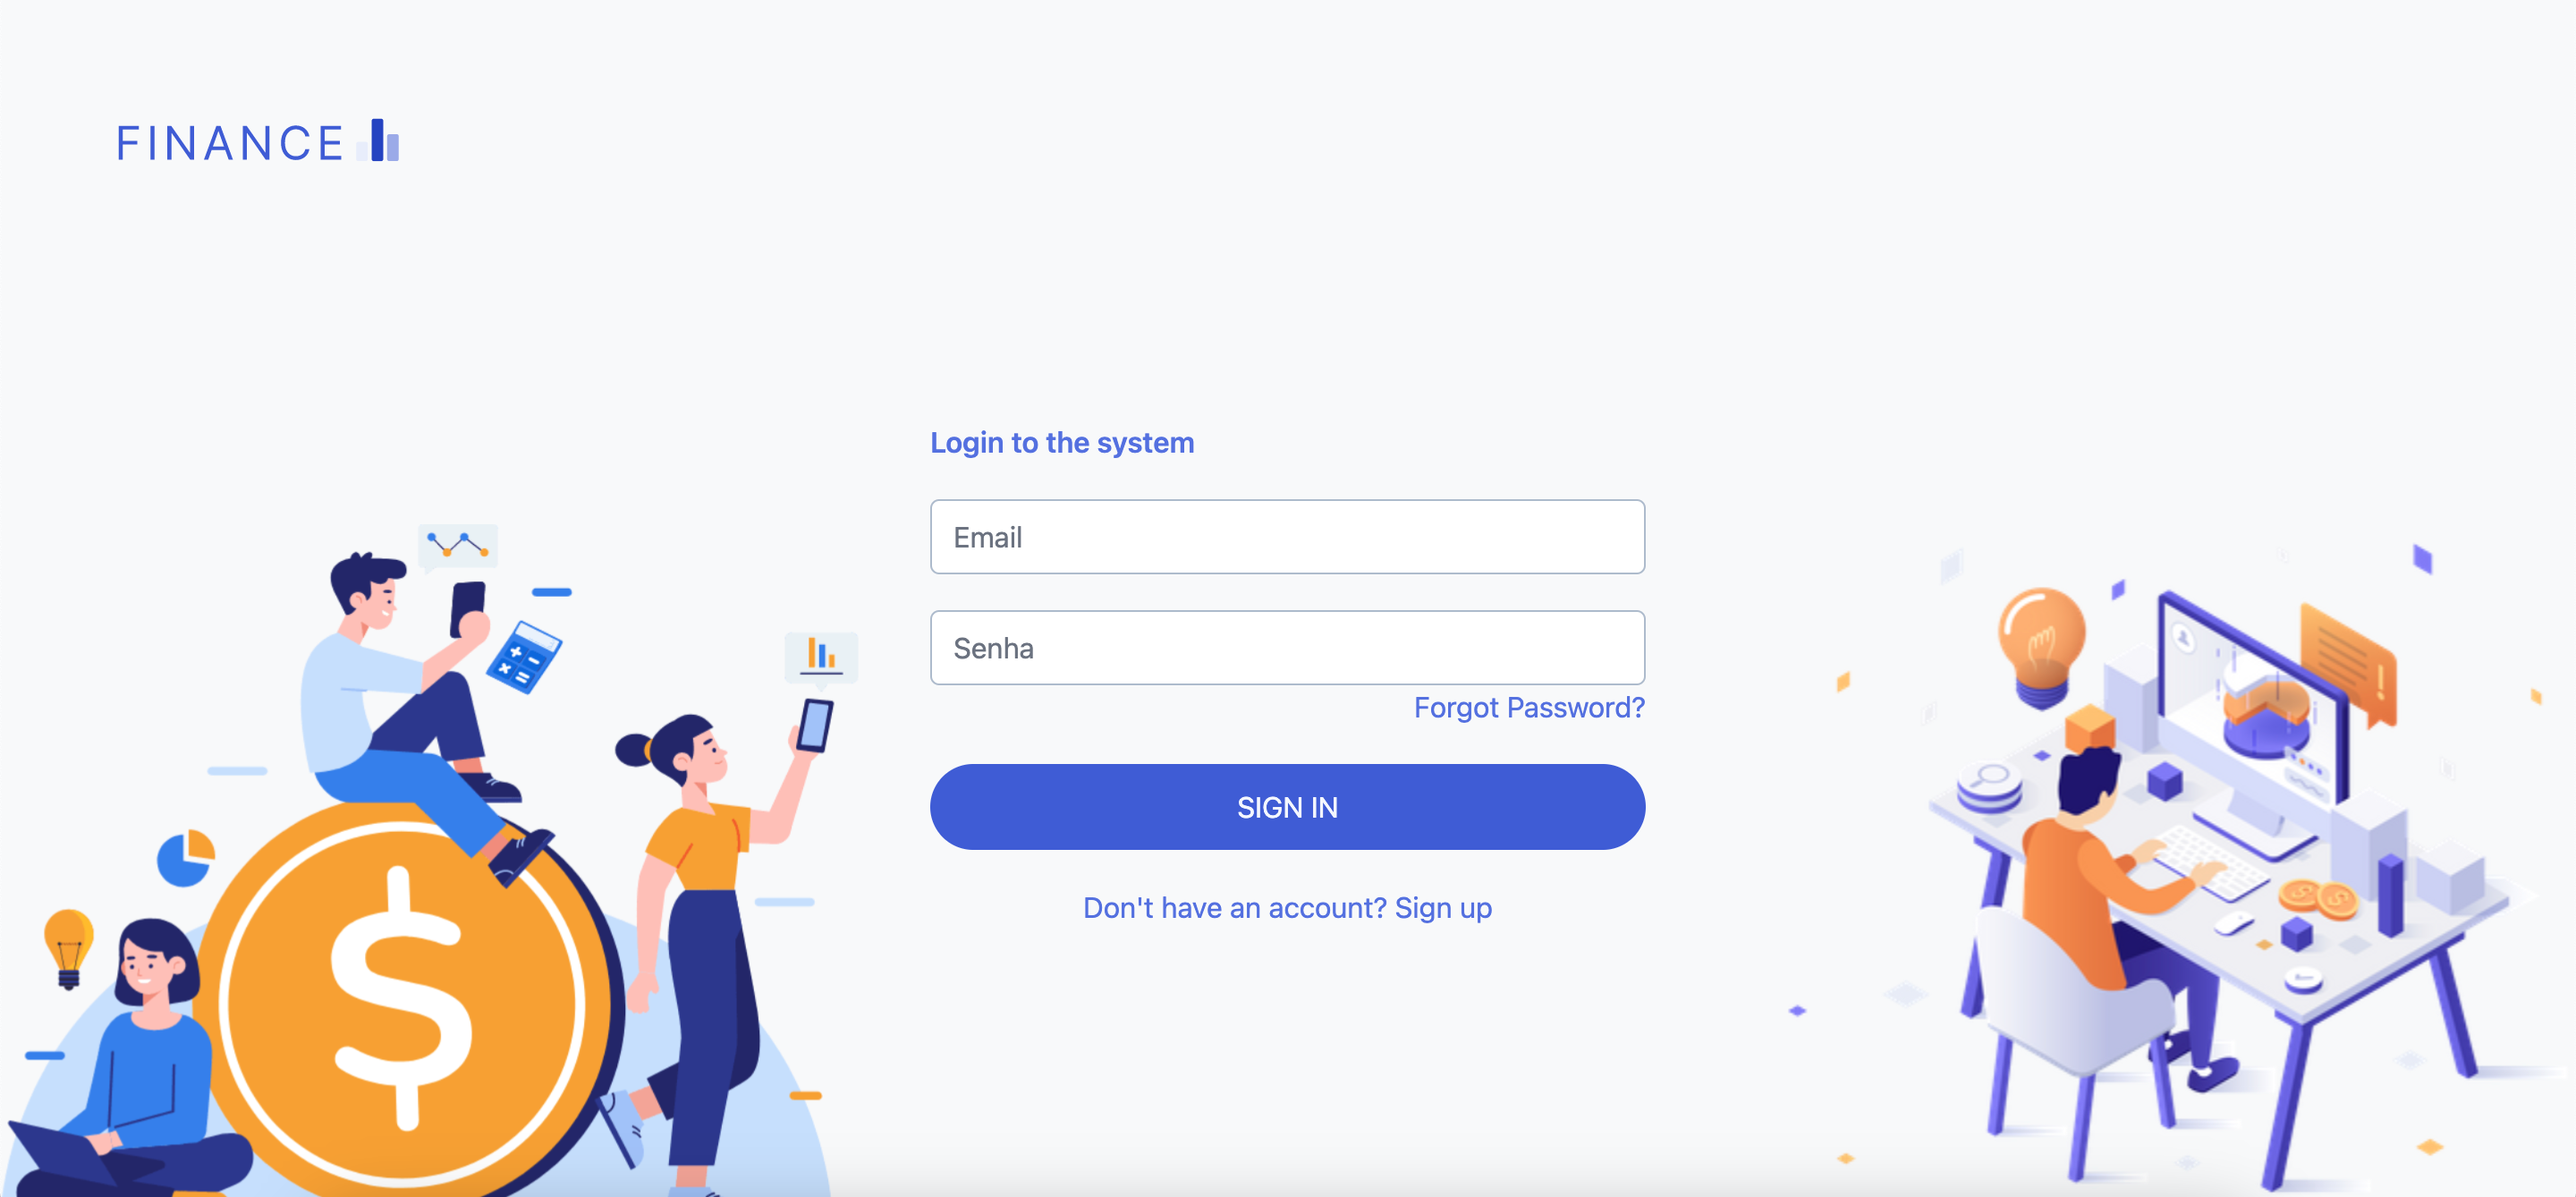 FINANCE
Login to the system
Email
Senha
Forgot Password?
SIGN IN
Don't have an account? Sign up